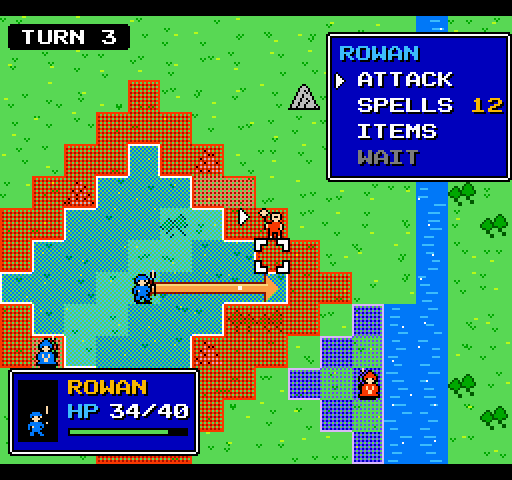 TURN 3
ROWAN
ATTACK
SPELLS 12
ITEMS
WAIT
ROWAN
HP 34/40